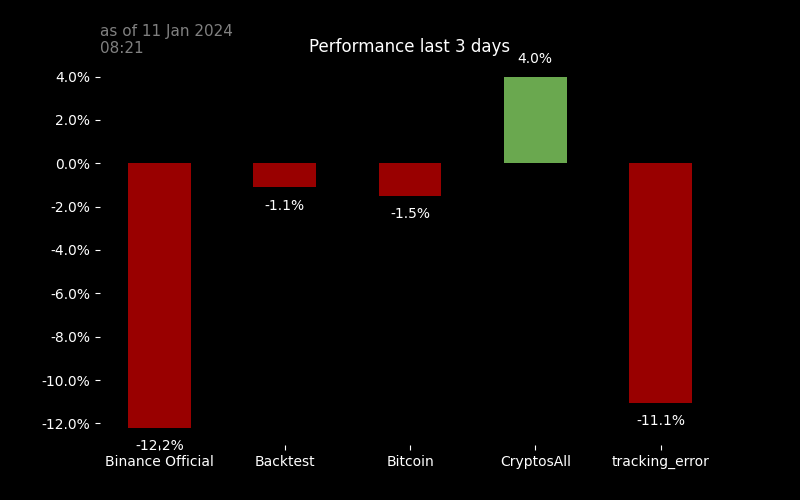 as of 11 Jan 2024
08:21
Performance last 3 days
4.0%
4.0%
2.0%
0.0%
-2.0%
-4.0%
-6.0%
-8.0%
-10.0%
-12.0%
-1.1%
-1.5%
-11.1%
-12.2%
Binance Official
Backtest
Bitcoin
CryptosAll
tracking_error